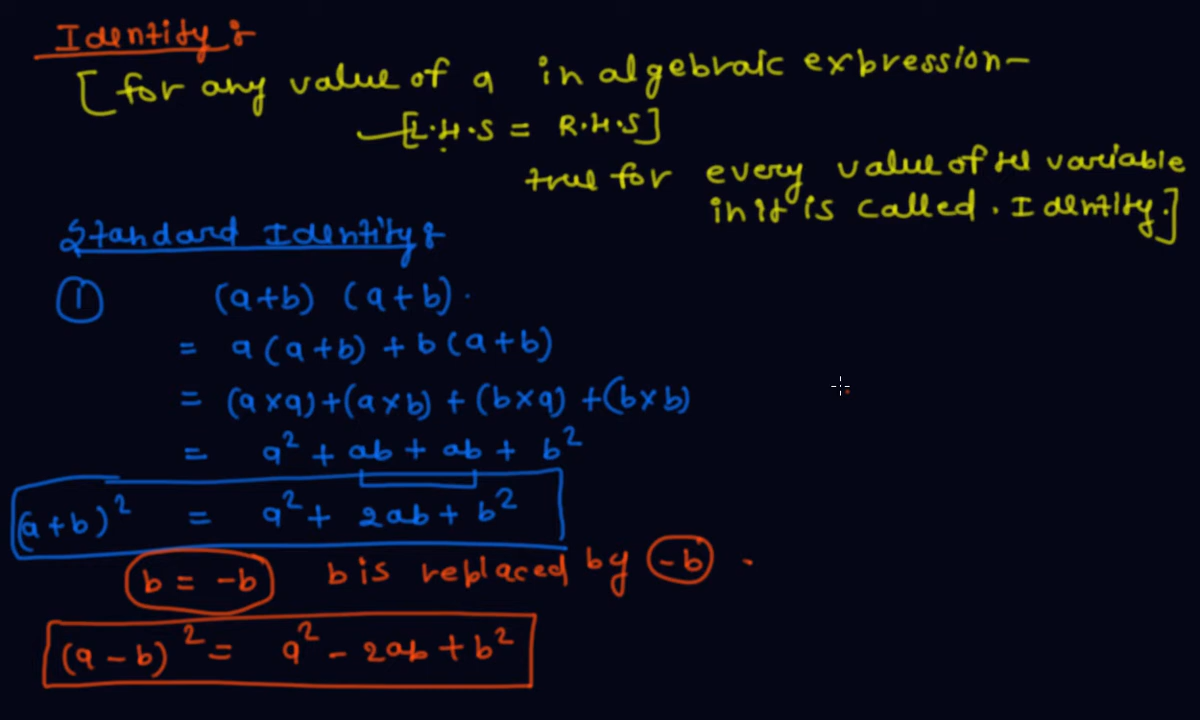 Identity :
[for any value of a in algebraic expression-
[L.H.S = R.H.S]
true for every value of the variable
in it is called. Identity.]
Standard Identity :
① (a+b) (a+b).
= a(a+b) + b(a+b)
= (a×a)+(a×b) + (b×a) +(b×b)
= a² + ab + ab + b²
(a+b)² = a² + 2ab + b²
b = -b b is replaced by -b .
(a-b)² = a² - 2ab + b²